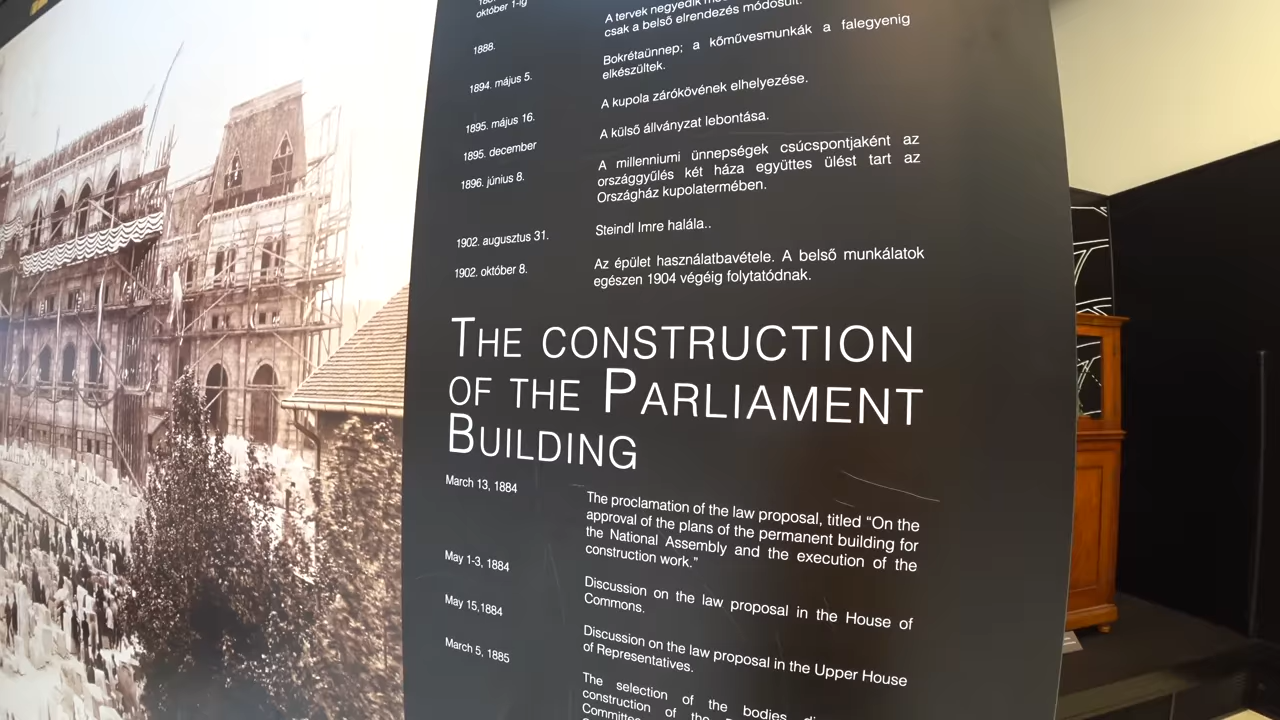 október 1-ig
csak a belső elrendezés módosult.
1888.
Bokrétaünnep; a kőművesmunkák a falegyenig
elkészültek.
1894. május 5.
A kupola zárókövének elhelyezése.
1895. május 16.
A külső állványzat lebontása.
1895. december
A millenniumi ünnepségek csúcspontjaként az
országgyűlés két háza együttes ülést tart az
Országház kupolatermében.
1896. június 8.
Steindl Imre halála..
1902. augusztus 31.
Az épület használatbavétele. A belső munkálatok
egészen 1904 végéig folytatódnak.
1902. október 8.
THE CONSTRUCTION
OF THE PARLIAMENT
BUILDING
March 13, 1884
The proclamation of the law proposal, titled “On the
approval of the plans of the permanent building for
the National Assembly and the execution of the
construction work.”
May 1-3, 1884
Discussion on the law proposal in the House of
Commons.
May 15,1884
Discussion on the law proposal in the Upper House
of Representatives.
March 5, 1885
The selection of the bodies
construction of the